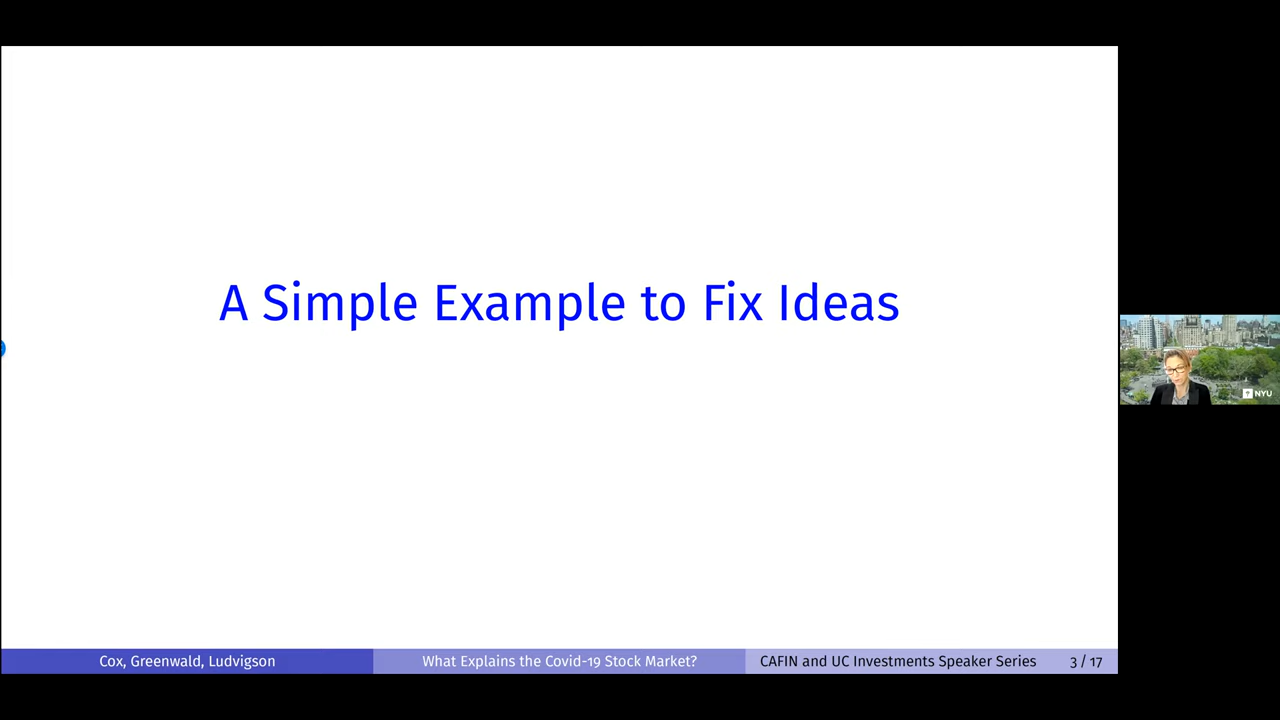 A Simple Example to Fix Ideas
NYU
Cox, Greenwald, Ludvigson
What Explains the Covid-19 Stock Market?
CAFIN and UC Investments Speaker Series
3 / 17